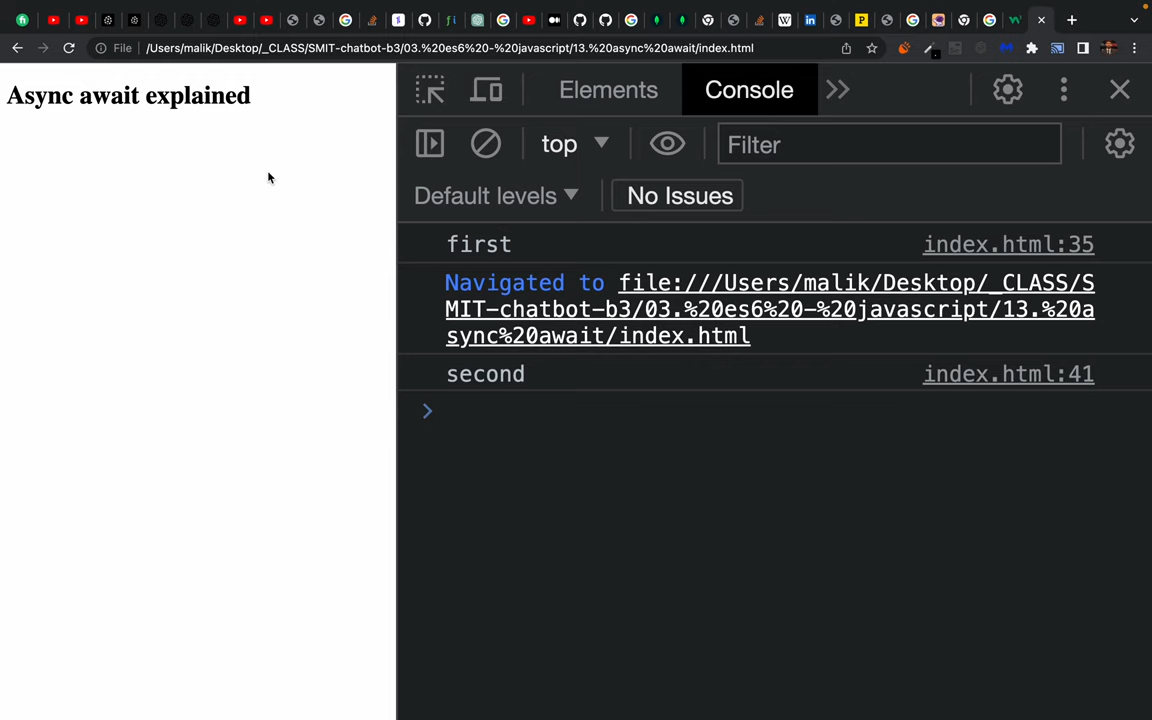 File
/Users/malik/Desktop/_CLASS/SMIT-chatbot-b3/03.%20es6%20-%20javascript/13.%20async%20await/index.html
Async await explained
Elements
Console
top
Filter
Default levels
No Issues
first index.html:35
Navigated to file:///Users/malik/Desktop/_CLASS/S
MIT-chatbot-b3/03.%20es6%20-%20javascript/13.%20a
sync%20await/index.html
second index.html:41